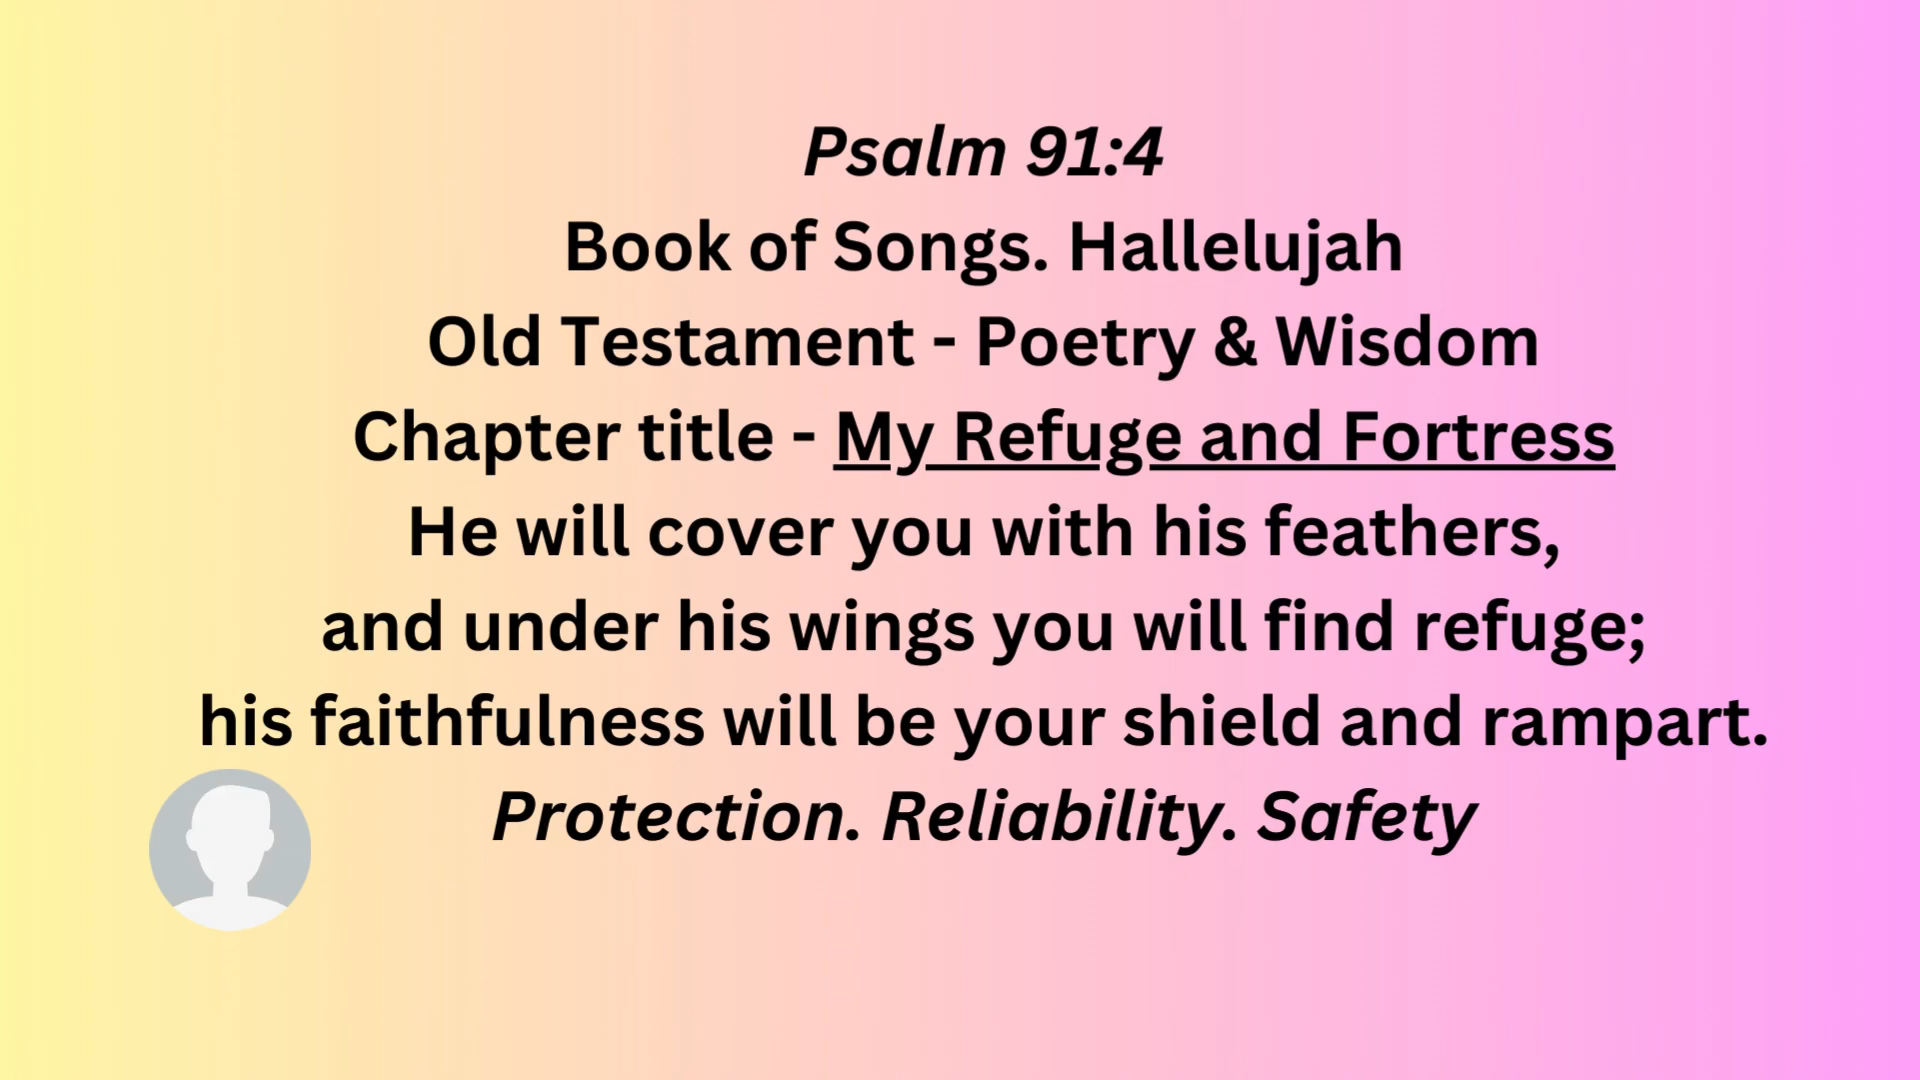 Psalm 91:4
Book of Songs. Hallelujah
Old Testament - Poetry & Wisdom
Chapter title - My Refuge and Fortress
He will cover you with his feathers,
and under his wings you will find refuge;
his faithfulness will be your shield and rampart.
Protection. Reliability. Safety